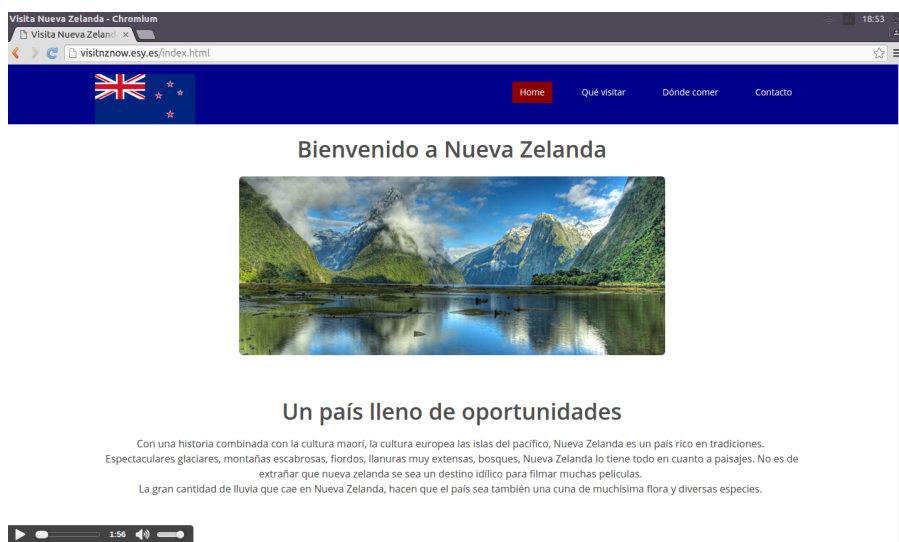 Visita Nueva Zelanda - Chromium
18:53
Visita Nueva Zeland
visitnznow.esy.es/index.html
Home Qué visitar Dónde comer Contacto
Bienvenido a Nueva Zelanda
Un país lleno de oportunidades
Con una historia combinada con la cultura maorí, la cultura europea las islas del pacífico, Nueva Zelanda es un país rico en tradiciones.
Espectaculares glaciares, montañas escabrosas, fiordos, llanuras muy extensas, bosques, Nueva Zelanda lo tiene todo en cuanto a paisajes. No es de
extrañar que nueva zelanda se sea un destino idílico para filmar muchas peliculas.
La gran cantidad de lluvia que cae en Nueva Zelanda, hacen que el país sea también una cuna de muchísima flora y diversas especies.
1:56